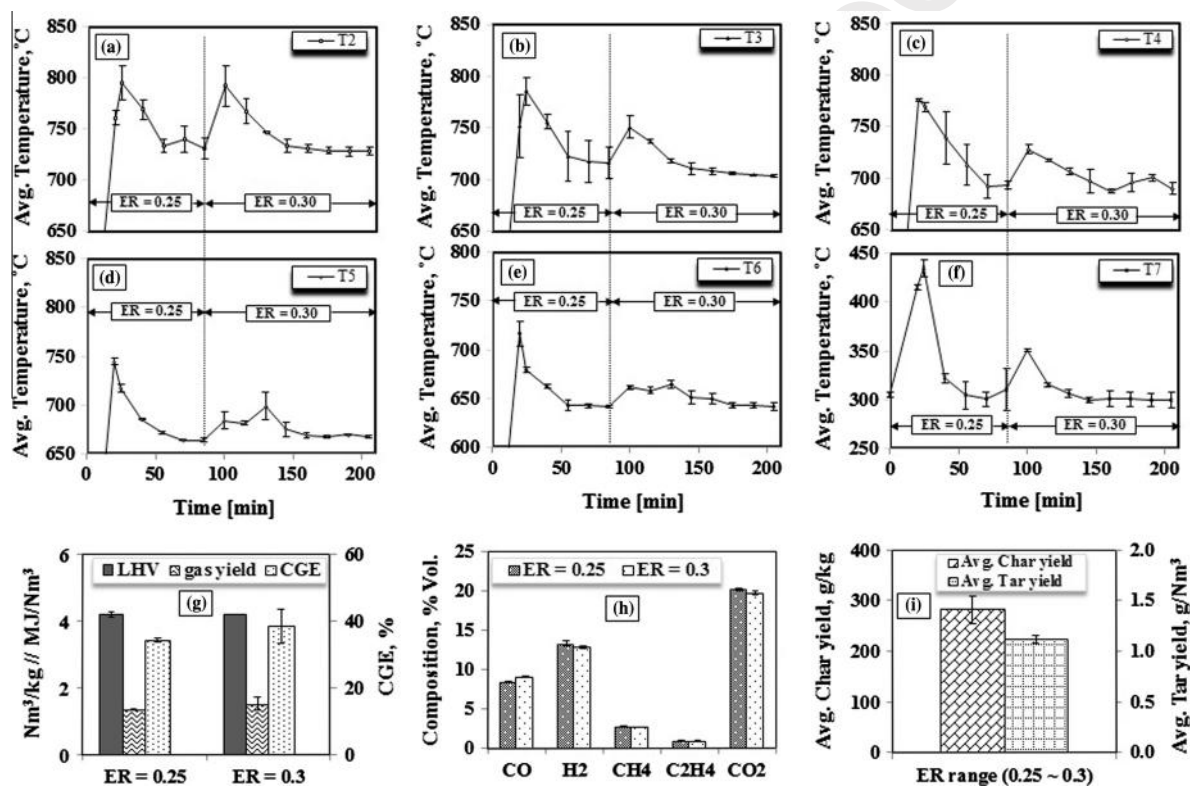 (a)
T2
Avg. Temperature, °C
850
800
750
700
650
ER = 0.25
ER = 0.30
(b)
T3
Avg. Temperature, °C
850
800
750
700
650
ER = 0.25
ER = 0.30
(c)
T4
Avg. Temperature, °C
850
800
750
700
650
ER = 0.25
ER = 0.30
(d)
T5
Avg. Temperature, °C
850
800
750
700
650
ER = 0.25
ER = 0.30
0 50 100 150 200
Time [min]
(e)
T6
Avg. Temperature, °C
800
750
700
650
600
ER = 0.25
ER = 0.30
0 50 100 150 200
Time [min]
(f)
T7
Avg. Temperature, °C
450
400
350
300
250
ER = 0.25
ER = 0.30
0 50 100 150 200
Time [min]
Nm³/kg // MJ/Nm³
6
4
2
0
LHV gas yield CGE
(g)
60
40
20
0
CGE, %
ER = 0.25 ER = 0.3
Composition, % Vol.
25
20
15
10
5
0
ER = 0.25 ER = 0.3
(h)
CO H2 CH4 C2H4 CO2
Avg. Char yield, g/kg
400
300
200
100
0
Avg. Char yield
Avg. Tar yield
(i)
2.0
1.5
1.0
0.5
0.0
Avg. Tar yield, g/Nm³
ER range (0.25 ~ 0.3)